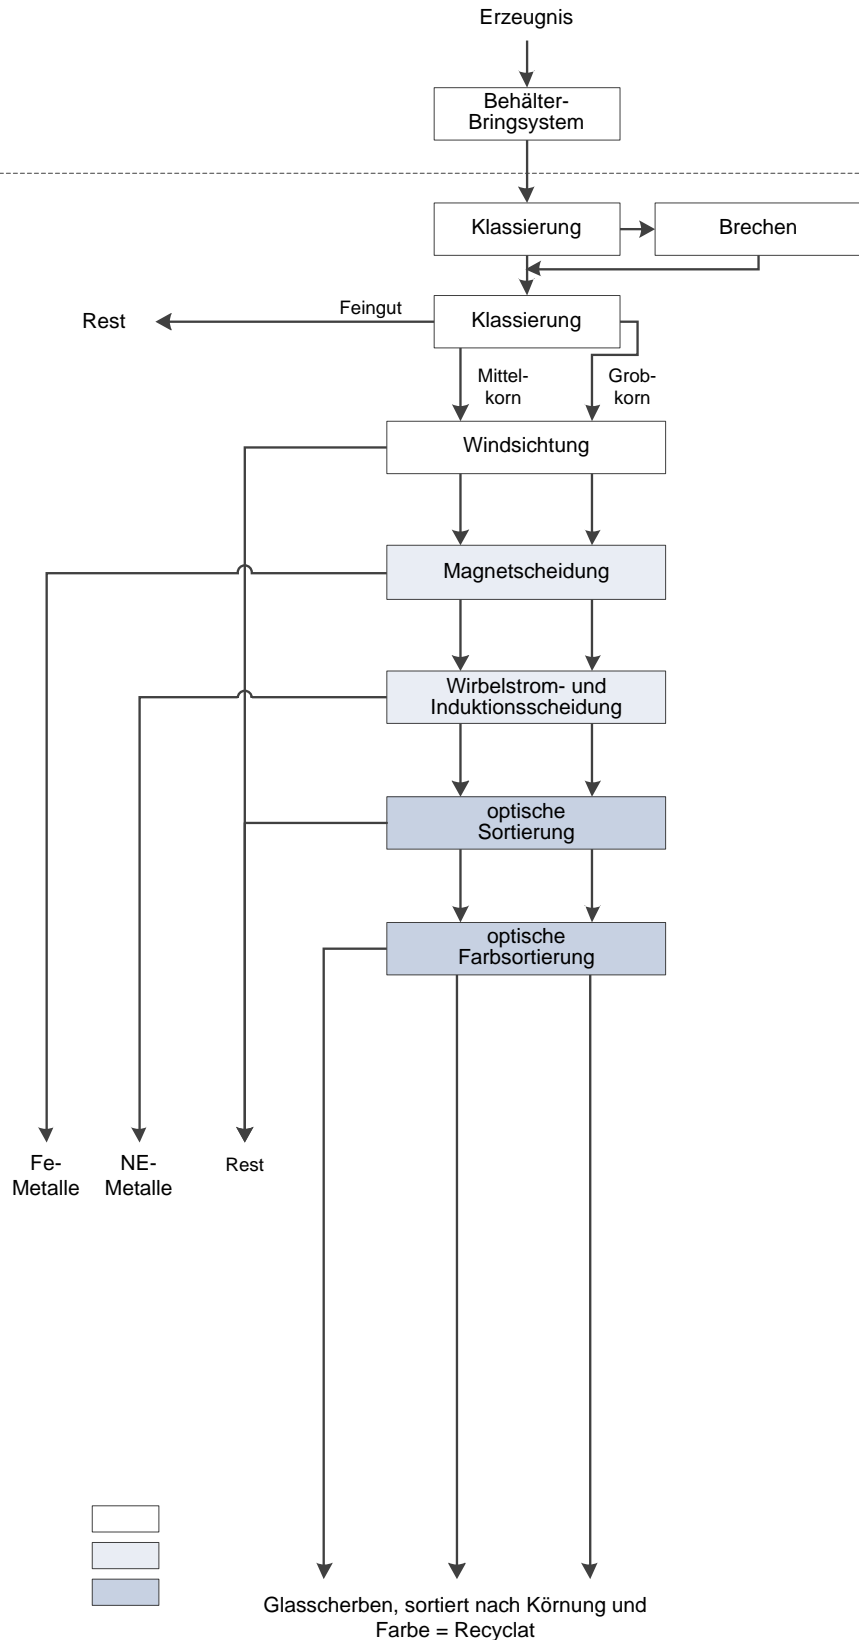 Erzeugnis
Behälter-
Bringsystem
Klassierung
Brechen
Feingut
Rest
Klassierung
Mittel-
korn
Grob-
korn
Windsichtung
Magnetscheidung
Wirbelstrom- und
Induktionsscheidung
optische
Sortierung
optische
Farbsortierung
Fe-
Metalle
NE-
Metalle
Rest
Glasscherben, sortiert nach Körnung und
Farbe = Recyclat